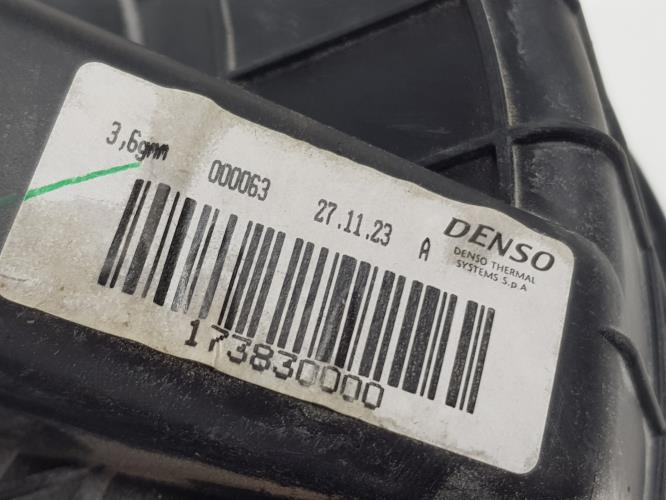 3,6gmm 000063 27.11.23 A DENSO
DENSO THERMAL
SYSTEMS S.p.A
173830000